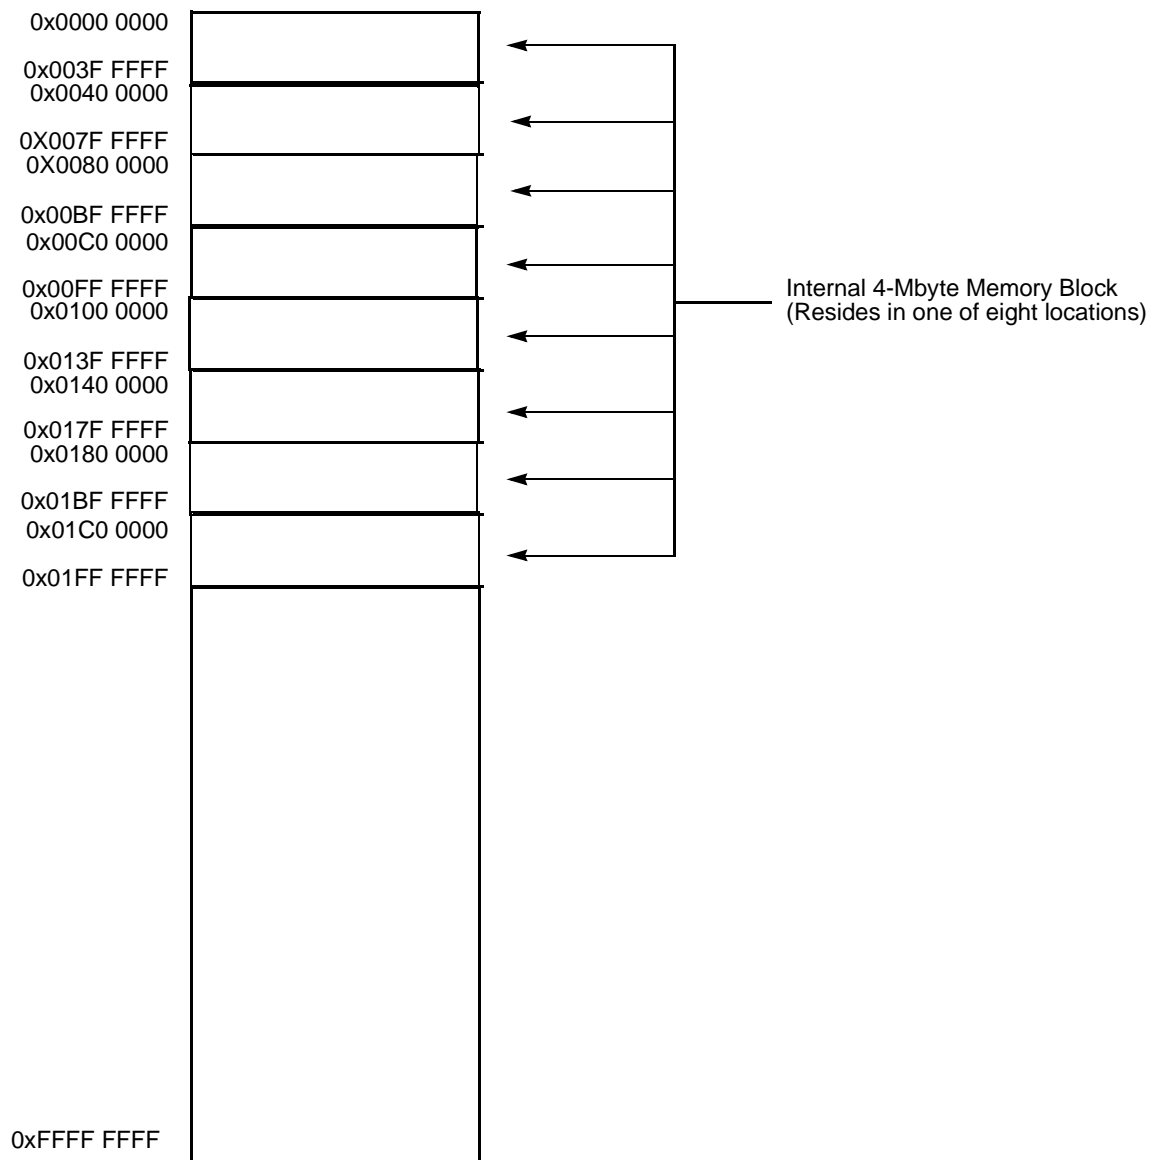 0x0000 0000
0x003F FFFF
0x0040 0000
0X007F FFFF
0X0080 0000
0x00BF FFFF
0x00C0 0000
0x00FF FFFF
0x0100 0000
0x013F FFFF
0x0140 0000
0x017F FFFF
0x0180 0000
0x01BF FFFF
0x01C0 0000
0x01FF FFFF
0xFFFF FFFF
Internal 4-Mbyte Memory Block
(Resides in one of eight locations)